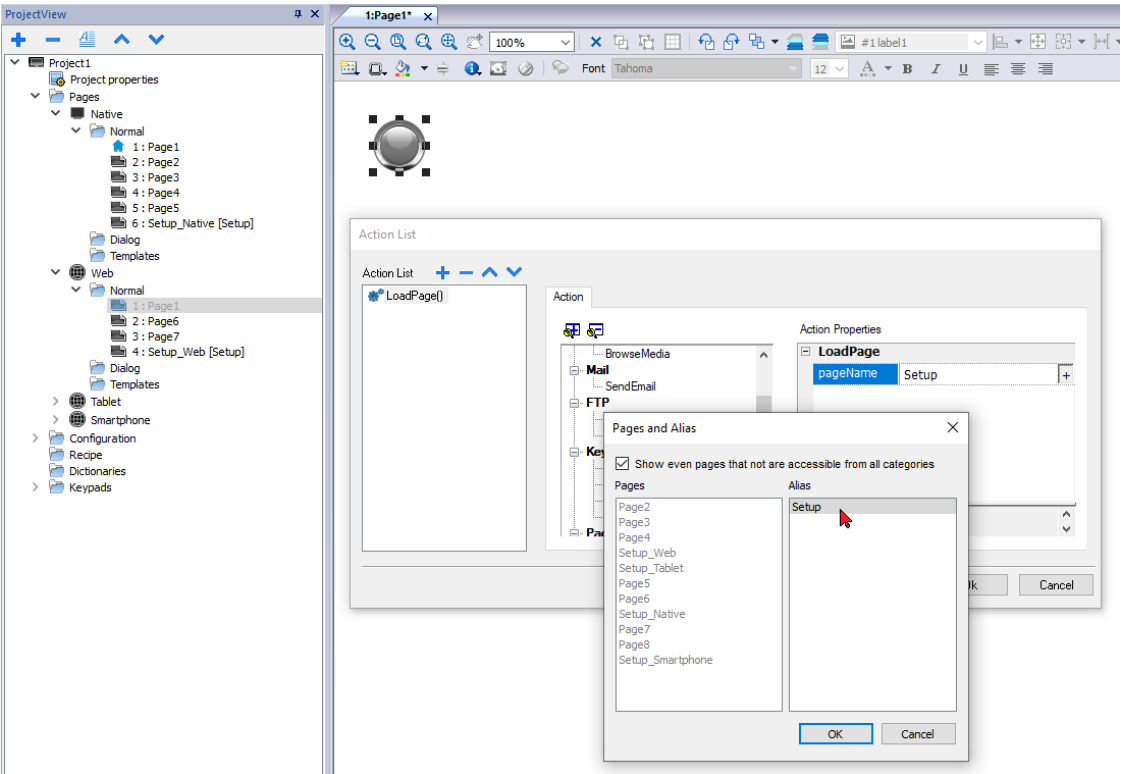 ProjectView
Project1
Project properties
Pages
Native
Normal
1 : Page1
2 : Page2
3 : Page3
4 : Page4
5 : Page5
6 : Setup_Native [Setup]
Dialog
Templates
Web
Normal
1 : Page1
2 : Page6
3 : Page7
4 : Setup_Web [Setup]
Dialog
Templates
Tablet
Smartphone
Configuration
Recipe
Dictionaries
Keypads
1:Page1*
100%
#1 label1
Font Tahoma 12 A B I U
Action List
Action List
LoadPage()
Action
BrowseMedia
Mail
SendEmail
FTP
Key
Pa
Action Properties
LoadPage
pageName Setup
Pages and Alias
Show even pages that not are accessible from all categories
Pages
Page2
Page3
Page4
Setup_Web
Setup_Tablet
Page5
Page6
Setup_Native
Page7
Page8
Setup_Smartphone
Alias
Setup
OK
Cancel
lk
Cancel